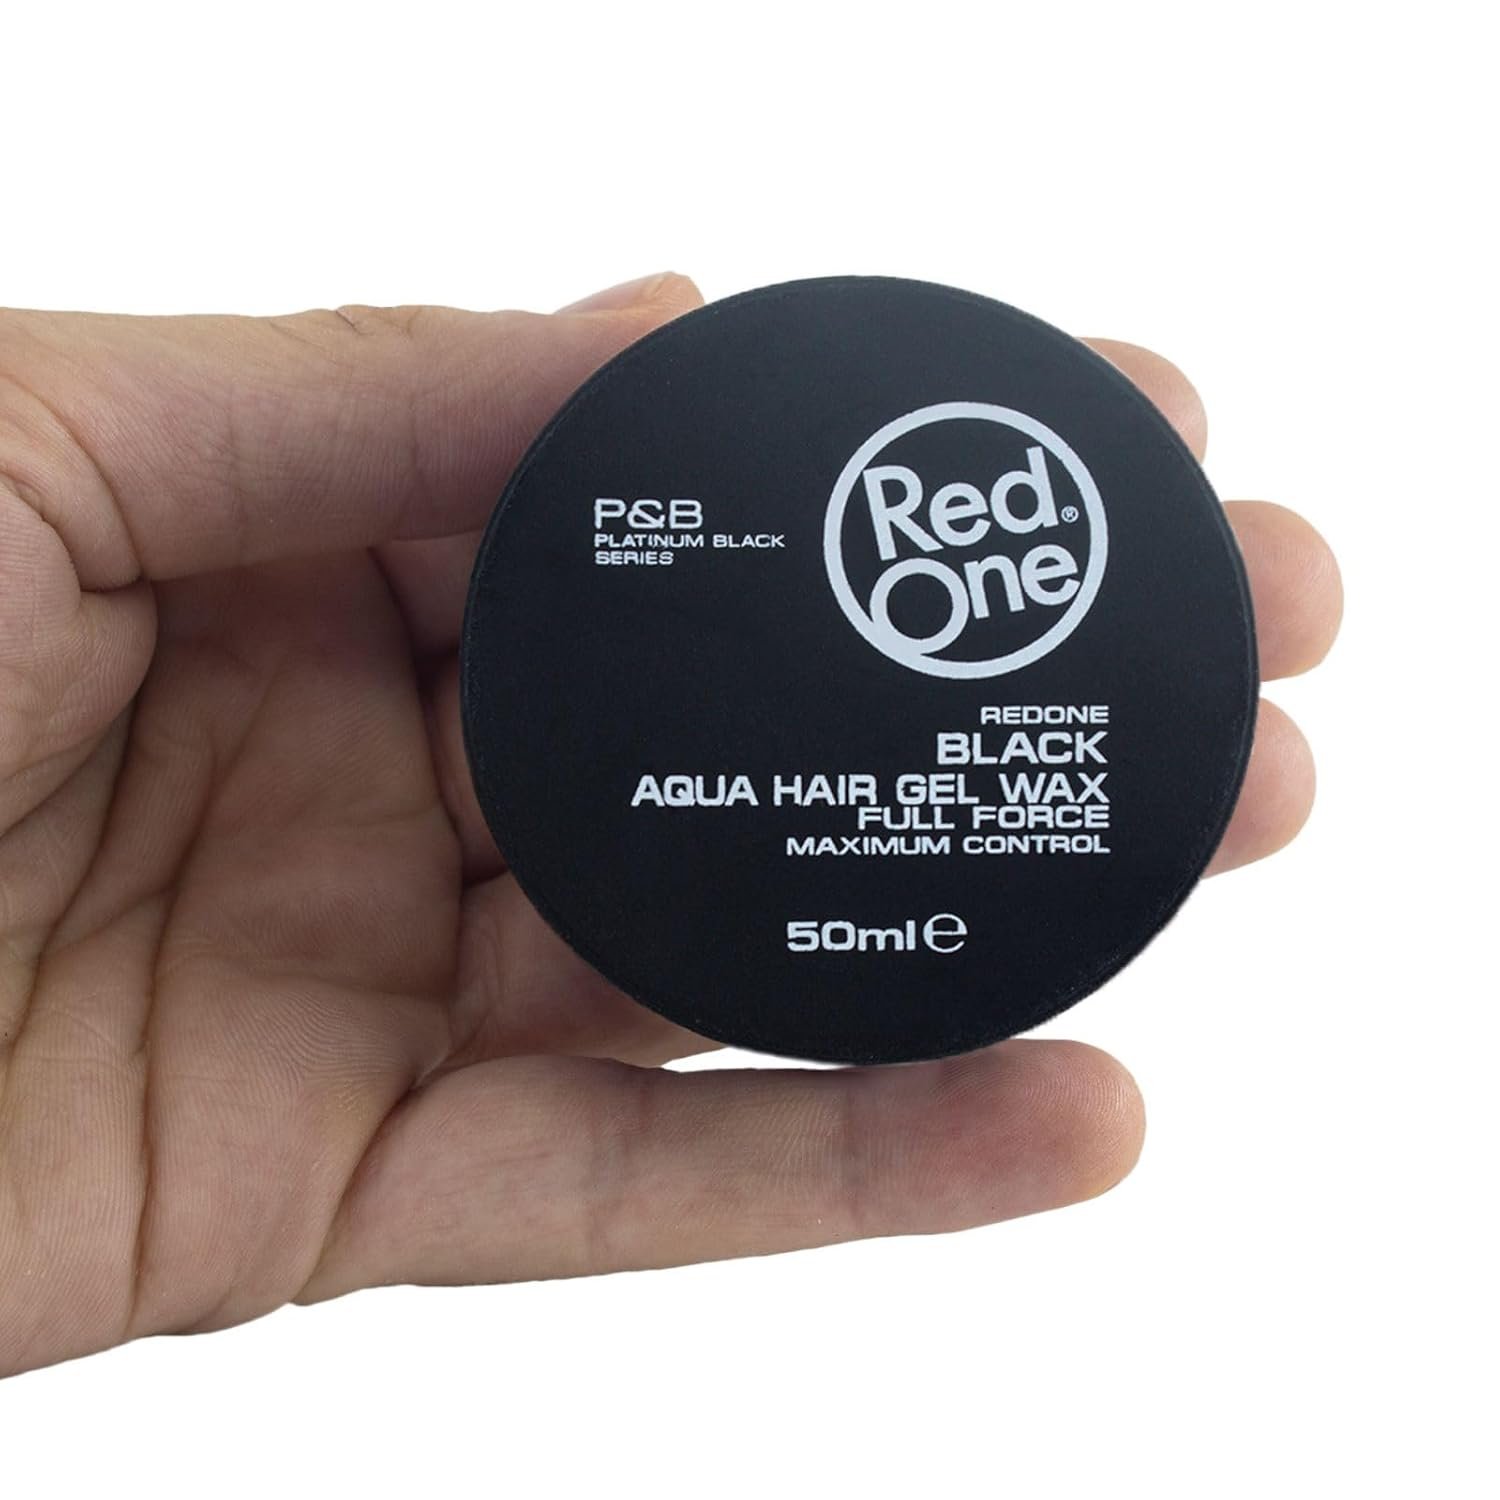 P&B
PLATINUM BLACK
SERIES
Red®
One
REDONE
BLACK
AQUA HAIR GEL WAX
FULL FORCE
MAXIMUM CONTROL
50ml℮